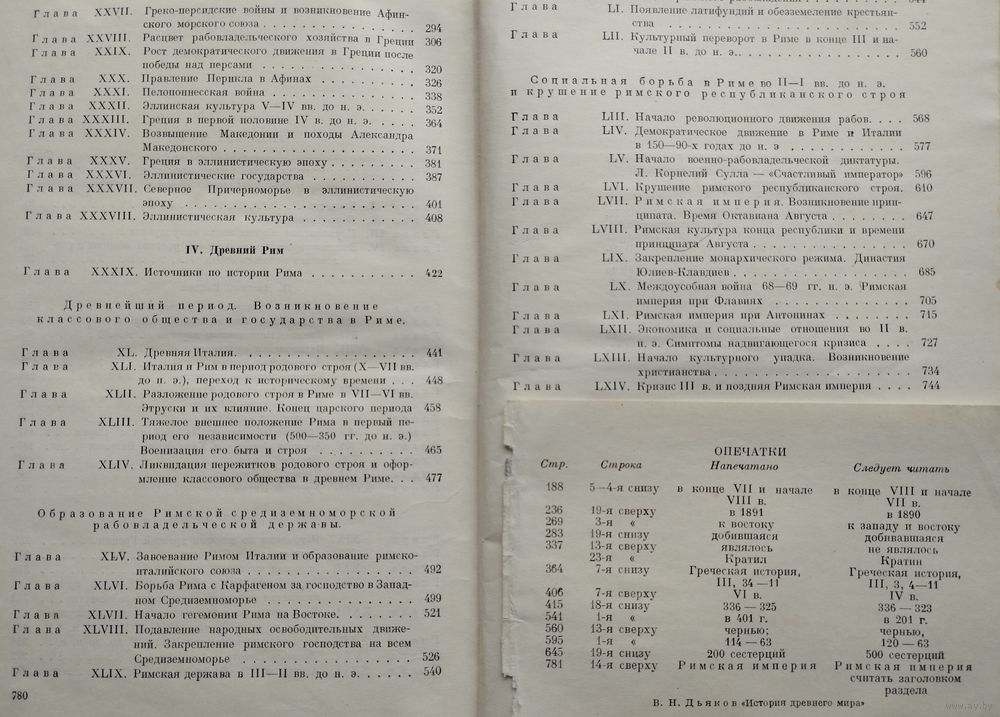 Глава XXVII. Греко-персидские войны и возникновение Афин-
ского морского союза . . . . . . . . . . . . . 294
Глава XXVIII. Расцвет рабовладельческого хозяйства в Греции 306
Глава XXIX. Рост демократического движения в Греции после
победы над персами . . . . . . . . . . . . . 320
Глава XXX. Правление Перикла в Афинах . . . . . . . . 326
Глава XXXI. Пелопоннесская война . . . . . . . . . . . 338
Глава XXXII. Эллинская культура V—IV вв. до н. э. . . . . . 352
Глава XXXIII. Греция в первой половине IV в. до н. э. . . . . 364
Глава XXXIV. Возвышение Македонии и походы Александра
Македонского . . . . . . . . . . . . . . . . 371
Глава XXXV. Греция в эллинистическую эпоху . . . . . . . 381
Глава XXXVI. Эллинистические государства . . . . . . . . 387
Глава XXXVII. Северное Причерноморье в эллинистическую
эпоху . . . . . . . . . . . . . . . . . . . 401
Глава XXXVIII. Эллинистическая культура . . . . . . . . . . 408
IV. Древний Рим
Глава XXXIX. Источники по истории Рима . . . . . . . . . 422
Древнейший период. Возникновение
классового общества и государства в Риме.
Глава XL. Древняя Италия. . . . . . . . . . . . . . . 441
Глава XLI. Италия и Рим в период родового строя (X—VII вв.
до н. э.), переход к историческому времени . . . 448
Глава XLII. Разложение родового строя в Риме в VII—VI вв.
Этруски и их влияние. Конец царского периода 458
Глава XLIII. Тяжелое внешнее положение Рима в первый пе-
риод его независимости (500—350 гг. до н. э.)
Военизация его быта и строя . . . . . . . . . 465
Глава XLIV. Ликвидация пережитков родового строя и офор-
мление классового общества в древнем Риме. . . 477
Образование Римской средиземноморской
рабовладельческой державы.
Глава XLV. Завоевание Римом Италии и образование римско-
италийского союза . . . . . . . . . . . . . . 492
Глава XLVI. Борьба Рима с Карфагеном за господство в Запад-
ном Средиземноморье . . . . . . . . . . . . 499
Глава XLVII. Начало гегемонии Рима на Востоке. . . . . . . 521
Глава XLVIII. Подавление народных освободительных движе-
ний. Закрепление римского господства на всем
Средиземноморье . . . . . . . . . . . . . . 526
Глава XLIX. Римская держава в III—II вв. до н. э. . . . . . 540
780
Глава LI. Появление латифундий и обезземеление крестьян-
ства . . . . . . . . . . . . . . . . . . . 552
Глава LII. Культурный переворот в Риме в конце III и на-
чале II в. до н. э. . . . . . . . . . . . . . . 560
Социальная борьба в Риме во II—I вв. до н. э.
и крушение римского республиканского строя
Глава LIII. Начало революционного движения рабов. . . . 568
Глава LIV. Демократическое движение в Риме и Италии
в 150—90-х годах до н. э . . . . . . . . . . . 577
Глава LV. Начало военно-рабовладельческой диктатуры.
Л. Корнелий Сулла — «Счастливый император» 596
Глава LVI. Крушение римского республиканского строя. 610
Глава LVII. Римская империя. Возникновение прин-
ципата. Время Октавиана Августа . . . . . . . . 647
Глава LVIII. Римская культура конца республики и времени
принципата Августа . . . . . . . . . . . . . 670
Глава LIX. Закрепление монархического режима. Династия
Юлиев-Клавдиев . . . . . . . . . . . . . . . 685
Глава LX. Междоусобная война 68—69 гг. н. э. Римская
империя при Флавиях . . . . . . . . . . . . 705
Глава LXI. Римская империя при Антонинах . . . . . . . 715
Глава LXII. Экономика и социальные отношения во II в.
н. э. Симптомы надвигающегося кризиса . . . . 727
Глава LXIII. Начало культурного упадка. Возникновение
христианства . . . . . . . . . . . . . . . . 734
Глава LXIV. Кризис III в. и поздняя Римская империя . . . . 744
ОПЕЧАТКИ
Стр. Строка Напечатано Следует читать
188 5—4-я снизу в конце VII и начале в конце VIII и начале
VIII в. VII в.
236 19-я сверху в 1891 в 1890
269 3-я « к востоку к западу и востоку
283 19-я снизу добившийся добивавшаяся
337 13-я сверху являлось не являлось
23-я « Кратил Кратин
364 7-я снизу Греческая история, Греческая история,
III, 34—11 III, 3, 4—11
406 7-я сверху VI в. IV в.
415 18-я снизу 336 — 325 336 — 323
541 1-я « в 401 г. в 201 г.
560 13-я сверху чернью; чернью,
595 1-я « 114 — 63 120 — 63
645 19-я снизу 200 сестерций 500 сестерций
781 14-я сверху Римская империя Римская империя
считать заголовком
раздела
В. Н. Дьяков «История древнего мира»
www.ay.by